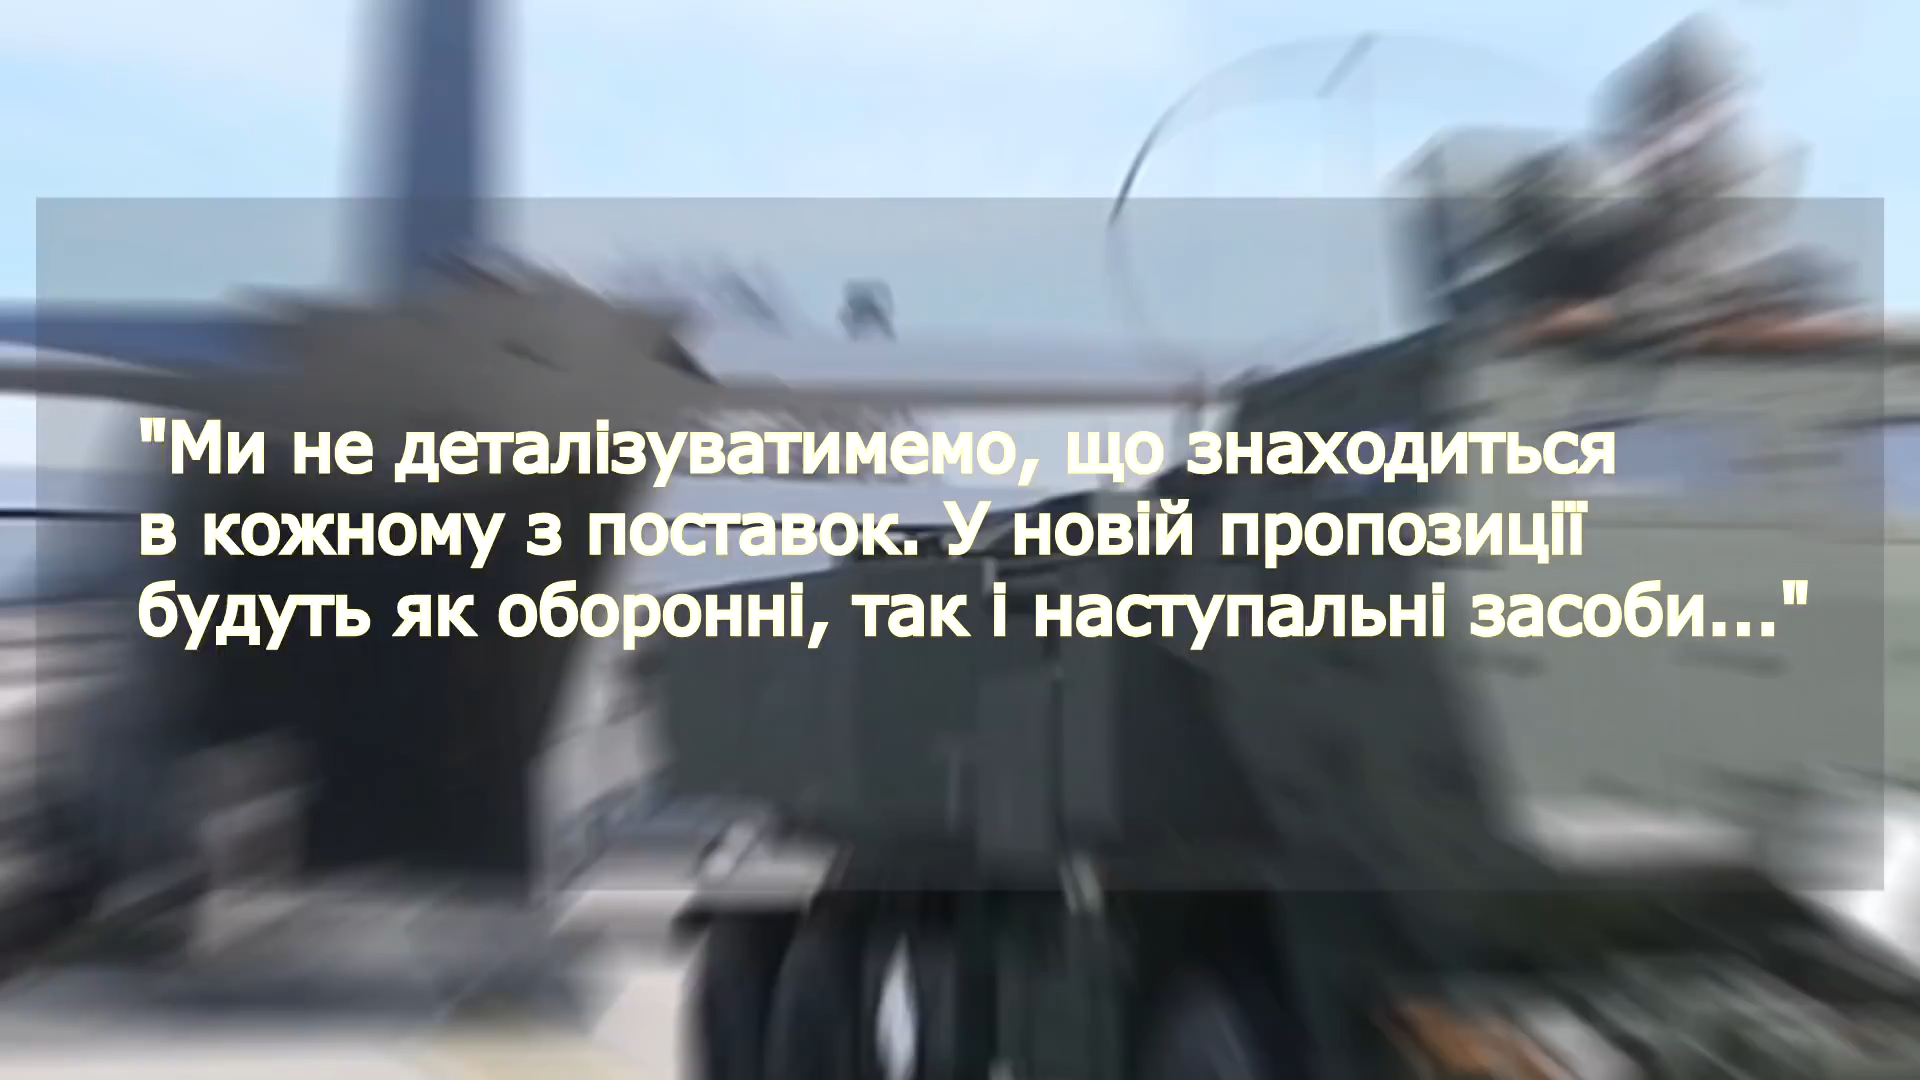 "Ми не деталізуватимемо, що знаходиться
в кожному з поставок. У новій пропозиції
будуть як оборонні, так і наступальні засоби..."